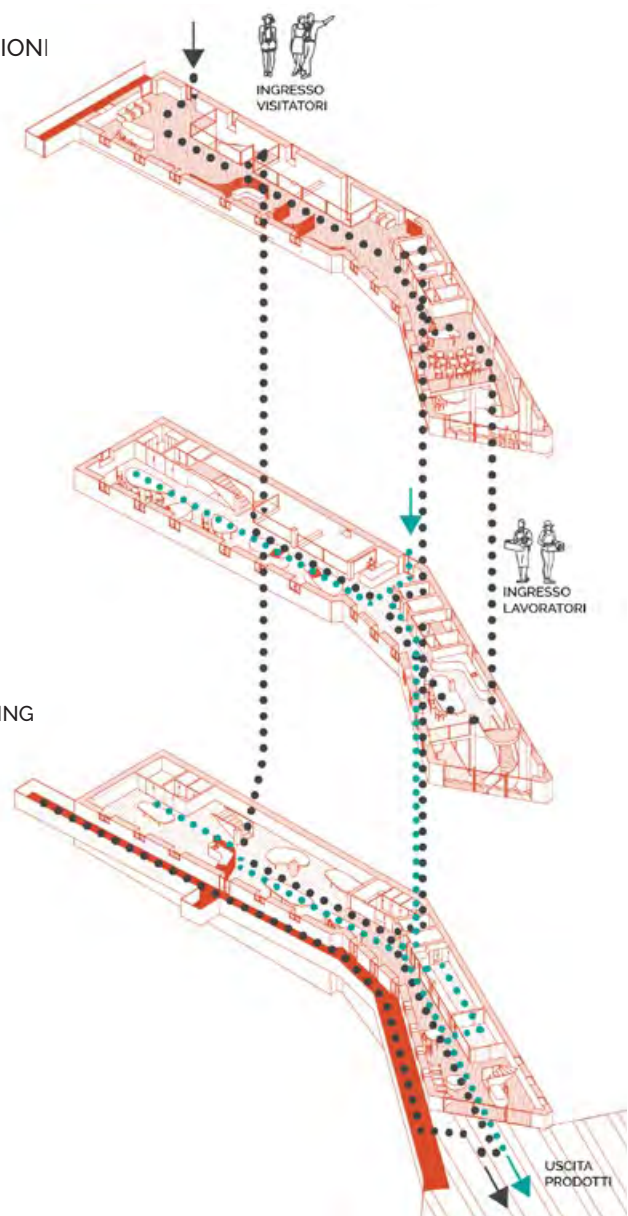 IONI
INGRESSO
VISITATORI
INGRESSO
LAVORATORI
ING
USCITA
PRODOTTI